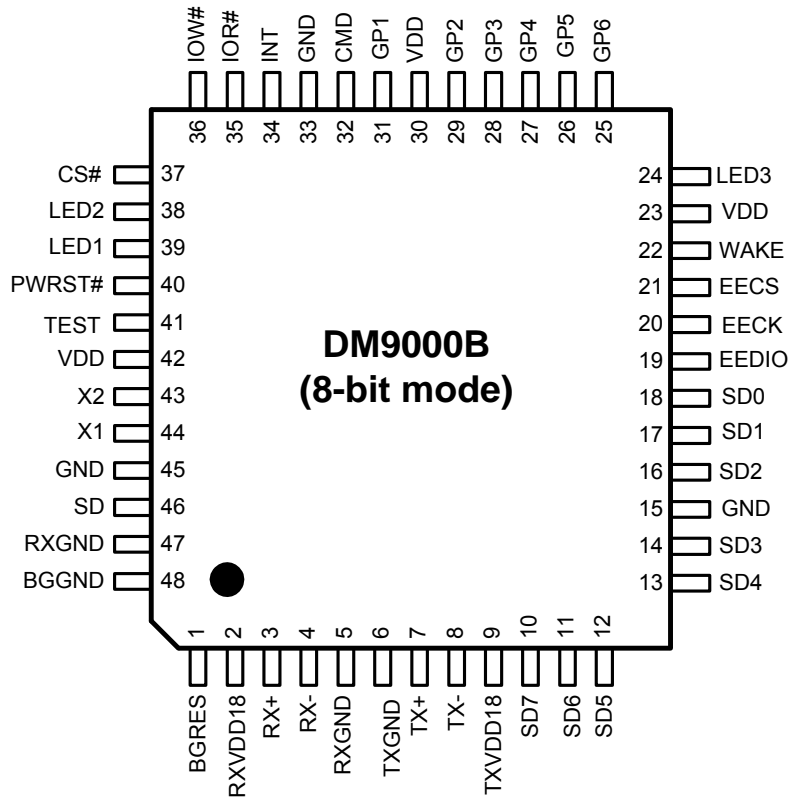 IOW# IOR# INT GND CMD GP1 VDD GP2 GP3 GP4 GP5 GP6
36 35 34 33 32 31 30 29 28 27 26 25
CS# 37 24 LED3
LED2 38 23 VDD
LED1 39 22 WAKE
PWRST# 40 21 EECS
TEST 41 20 EECK
VDD 42 19 EEDIO
X2 43 18 SD0
X1 44 17 SD1
GND 45 16 SD2
SD 46 15 GND
RXGND 47 14 SD3
BGGND 48 13 SD4
DM9000B
(8-bit mode)
1 2 3 4 5 6 7 8 9 10 11 12
BGRES RXVDD18 RX+ RX- RXGND TXGND TX+ TX- TXVDD18 SD7 SD6 SD5